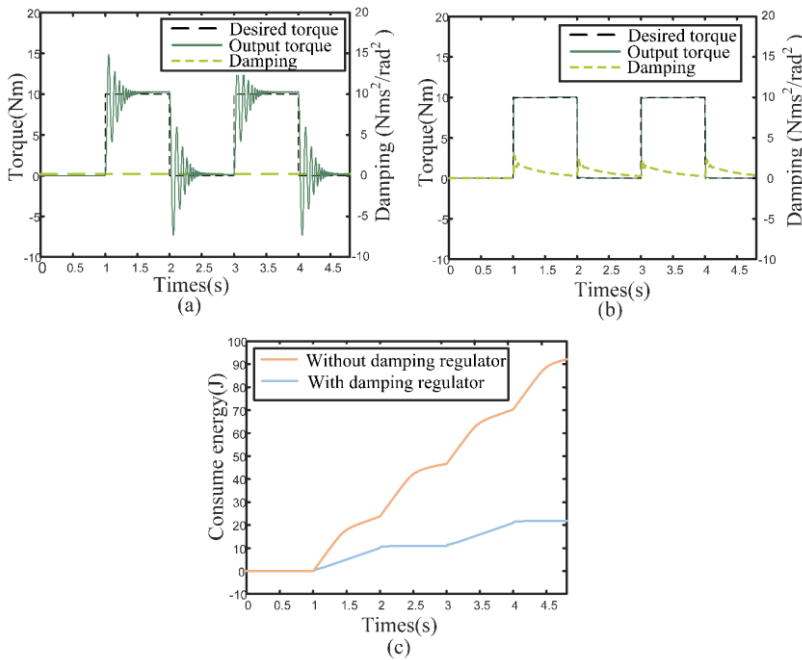 Desired torque
Output torque
Damping
Torque(Nm)
Damping (Nms²/rad²)
20
15
10
5
0
-5
-10
20
15
10
5
0
-5
-10
0 0.5 1 1.5 2 2.5 3 3.5 4 4.5
Times(s)
(a)
Desired torque
Output torque
Damping
Torque(Nm)
Damping (Nms²/rad²)
20
15
10
5
0
-5
-10
20
15
10
5
0
-5
-10
0 0.5 1 1.5 2 2.5 3 3.5 4 4.5
Times(s)
(b)
Without damping regulator
With damping regulator
Consume energy(J)
100
90
80
70
60
50
40
30
20
10
0
-10
0 0.5 1 1.5 2 2.5 3 3.5 4 4.5
Times(s)
(c)